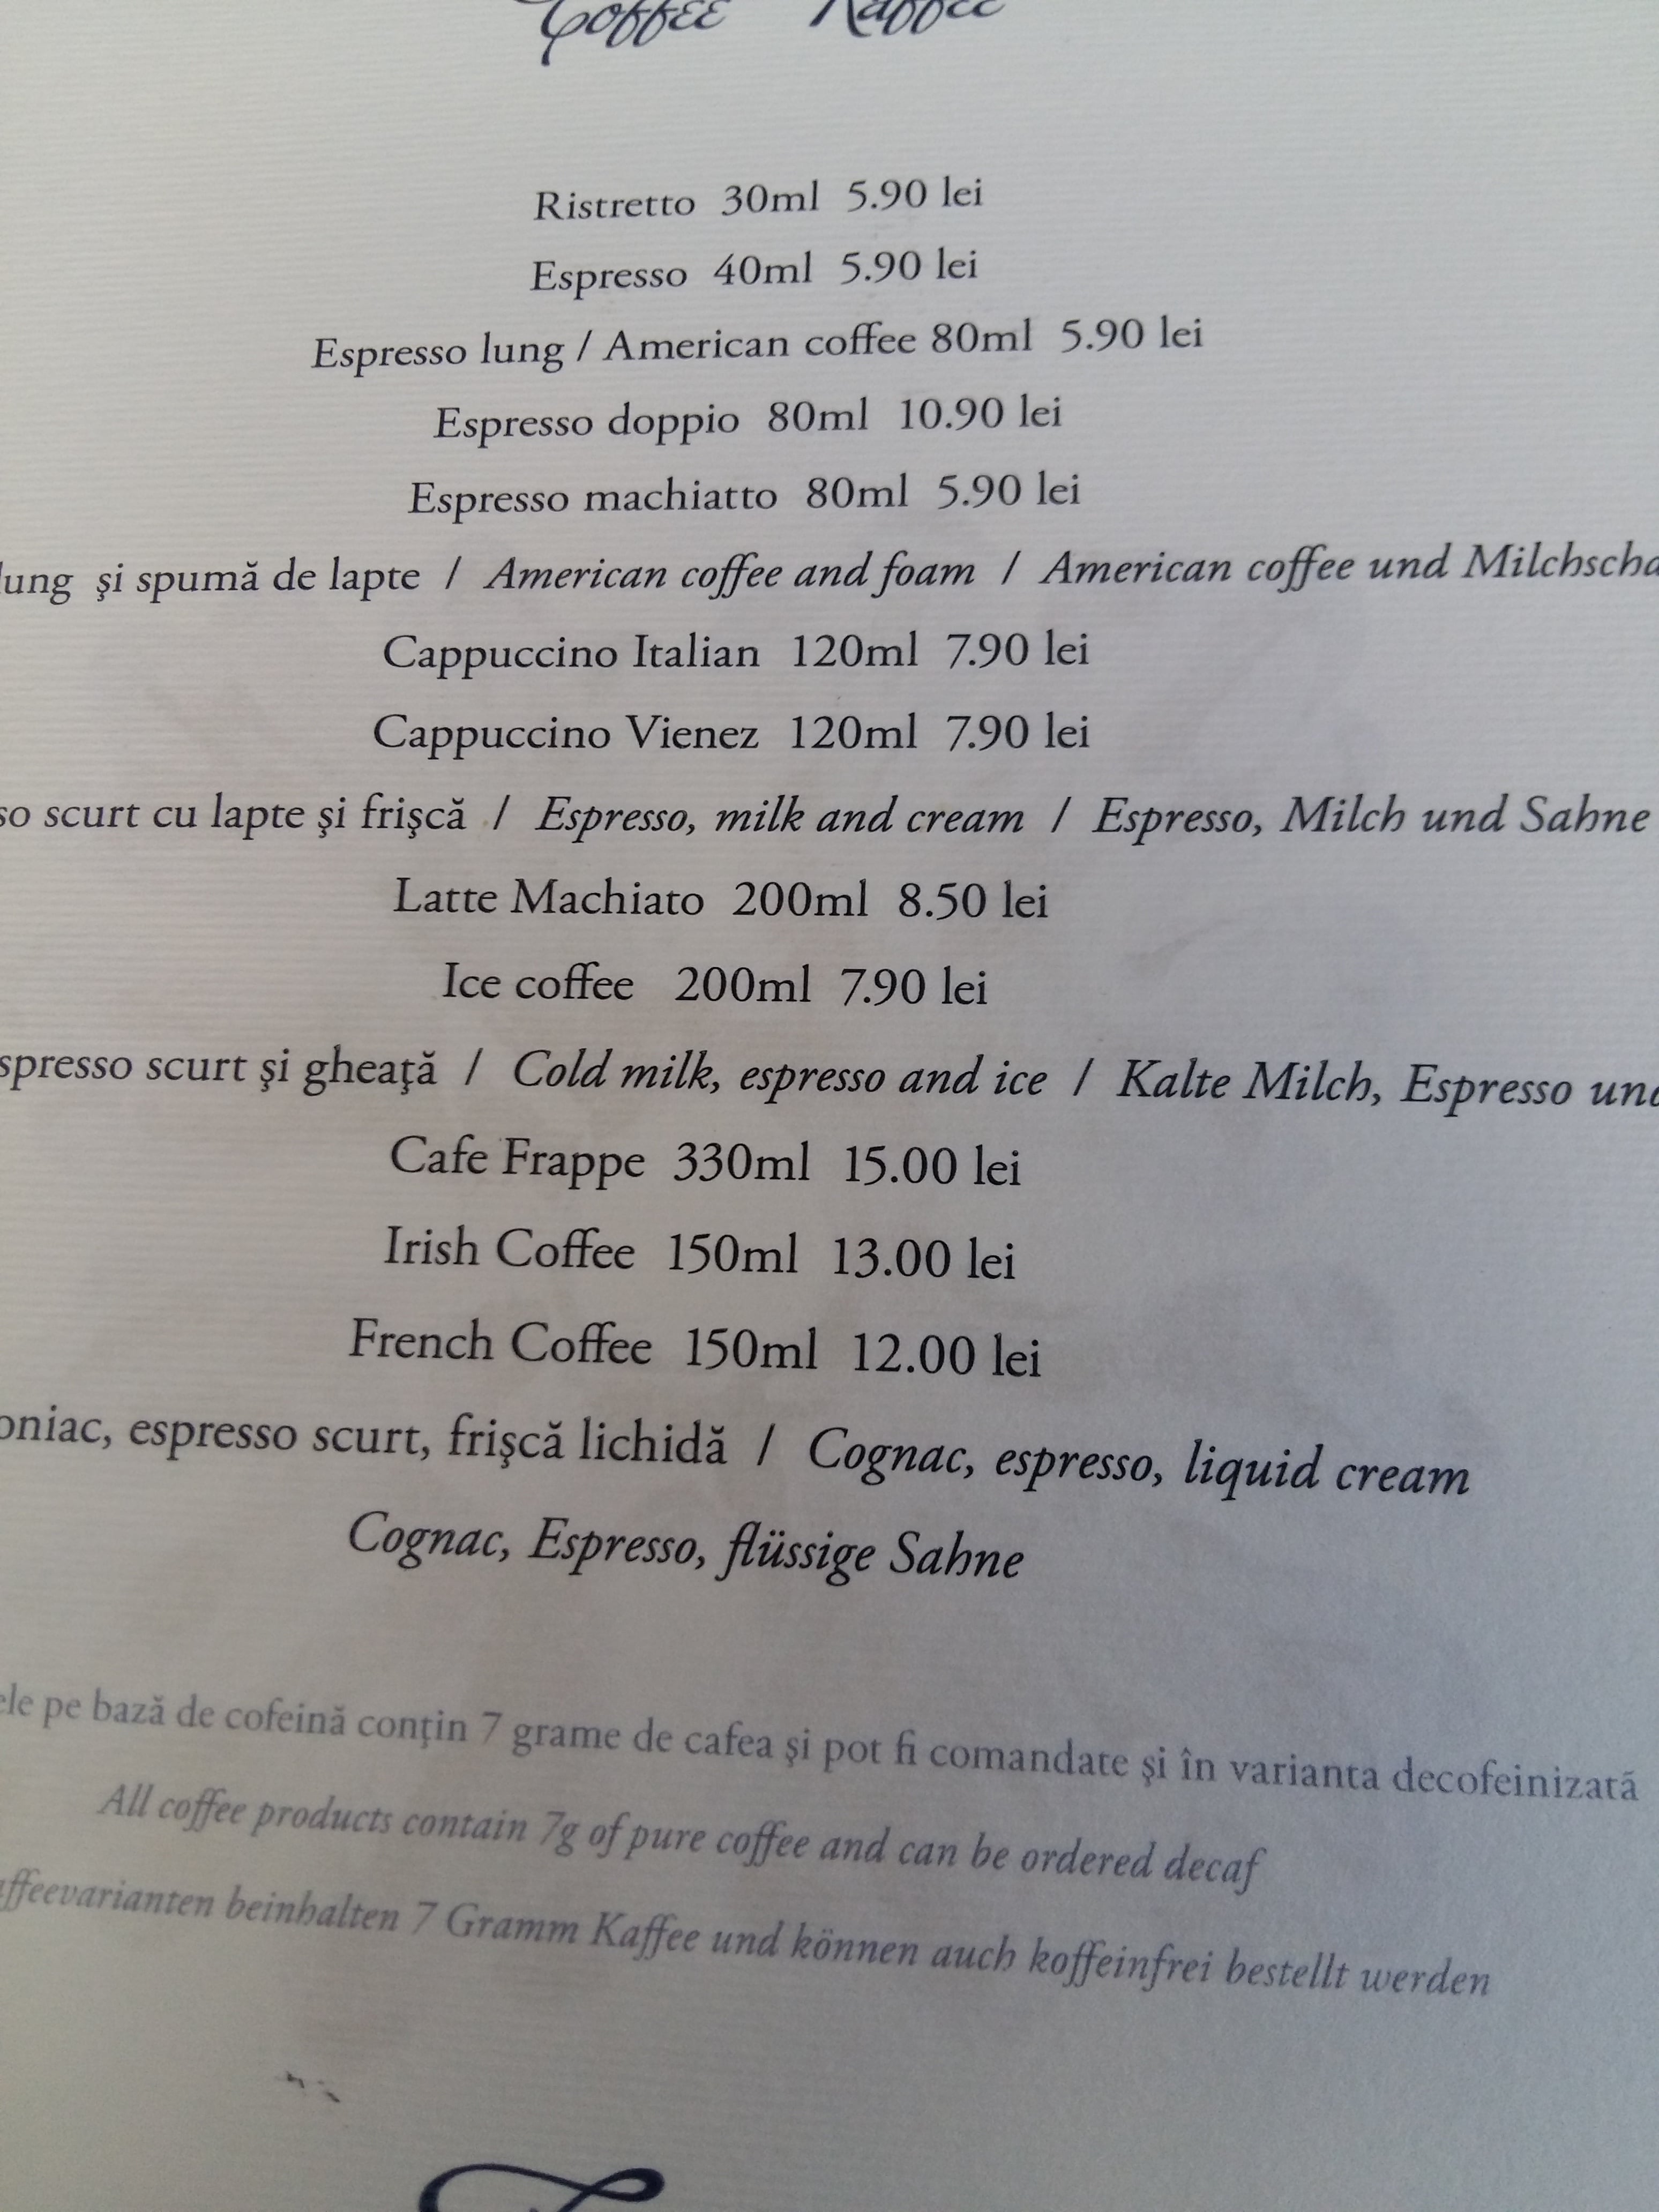 Coffee Kaffee
Ristretto 30ml 5.90 lei
Espresso 40ml 5.90 lei
Espresso lung / American coffee 80ml 5.90 lei
Espresso doppio 80ml 10.90 lei
Espresso machiatto 80ml 5.90 lei
lung şi spumă de lapte / American coffee and foam / American coffee und Milchscha
Cappuccino Italian 120ml 7.90 lei
Cappuccino Vienez 120ml 7.90 lei
so scurt cu lapte şi frişcă / Espresso, milk and cream / Espresso, Milch und Sahne
Latte Machiato 200ml 8.50 lei
Ice coffee 200ml 7.90 lei
spresso scurt şi gheaţă / Cold milk, espresso and ice / Kalte Milch, Espresso und
Cafe Frappe 330ml 15.00 lei
Irish Coffee 150ml 13.00 lei
French Coffee 150ml 12.00 lei
oniac, espresso scurt, frişcă lichidă / Cognac, espresso, liquid cream
Cognac, Espresso, flüssige Sahne
ele pe bază de cofeină conţin 7 grame de cafea şi pot fi comandate şi în varianta decofeinizată
All coffee products contain 7g of pure coffee and can be ordered decaf
affeevarianten beinhalten 7 Gramm Kaffee und können auch koffeinfrei bestellt werden